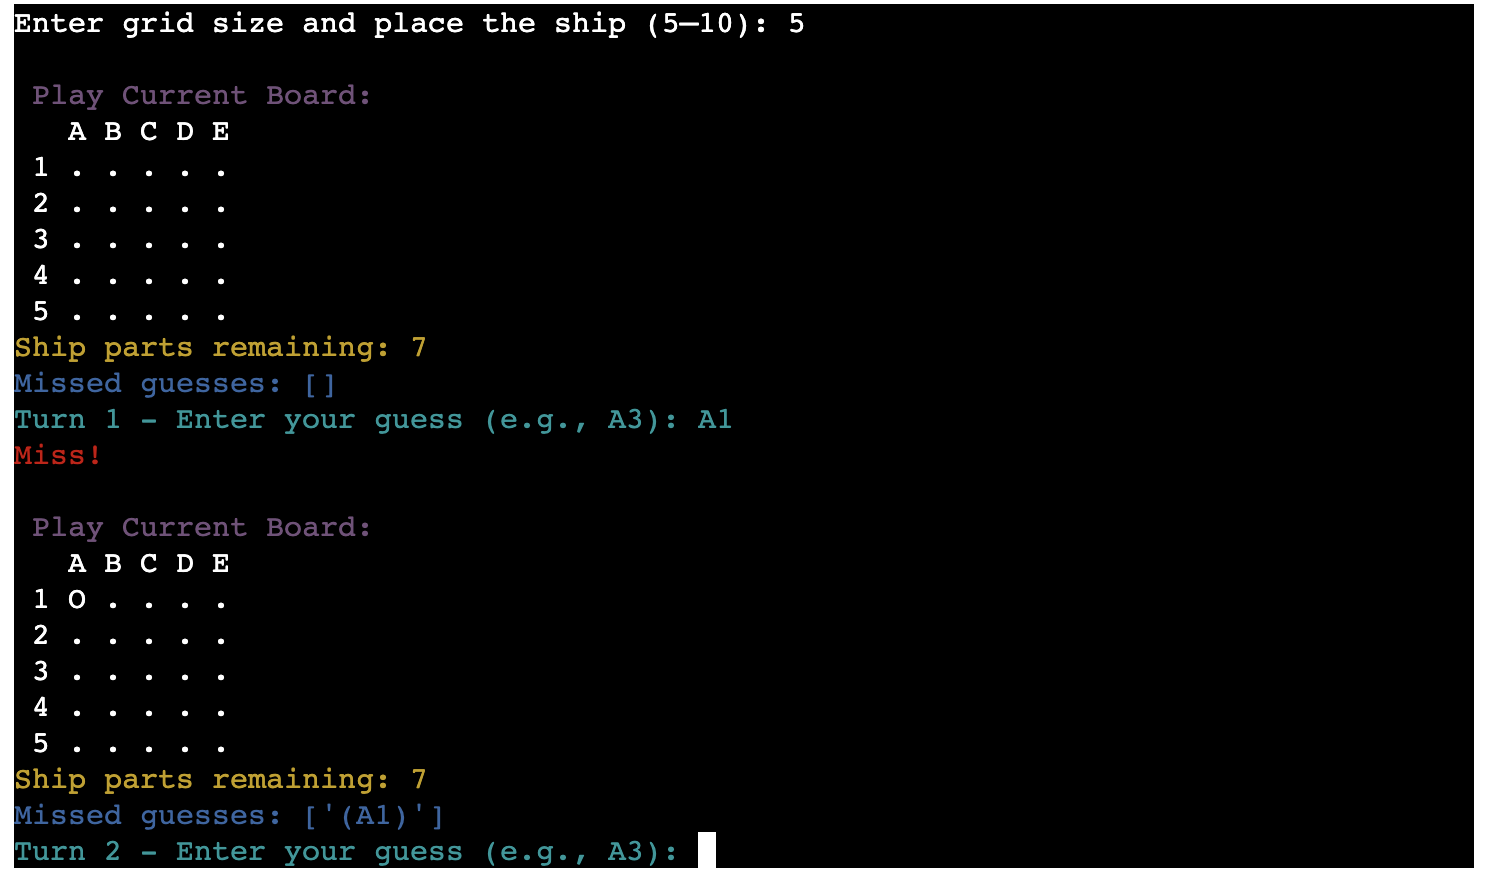 Enter grid size and place the ship (5–10): 5
Play Current Board:
A B C D E
1 . . . . .
2 . . . . .
3 . . . . .
4 . . . . .
5 . . . . .
Ship parts remaining: 7
Missed guesses: []
Turn 1 – Enter your guess (e.g., A3): A1
Miss!
Play Current Board:
A B C D E
1 O . . . .
2 . . . . .
3 . . . . .
4 . . . . .
5 . . . . .
Ship parts remaining: 7
Missed guesses: ['(A1)']
Turn 2 – Enter your guess (e.g., A3):